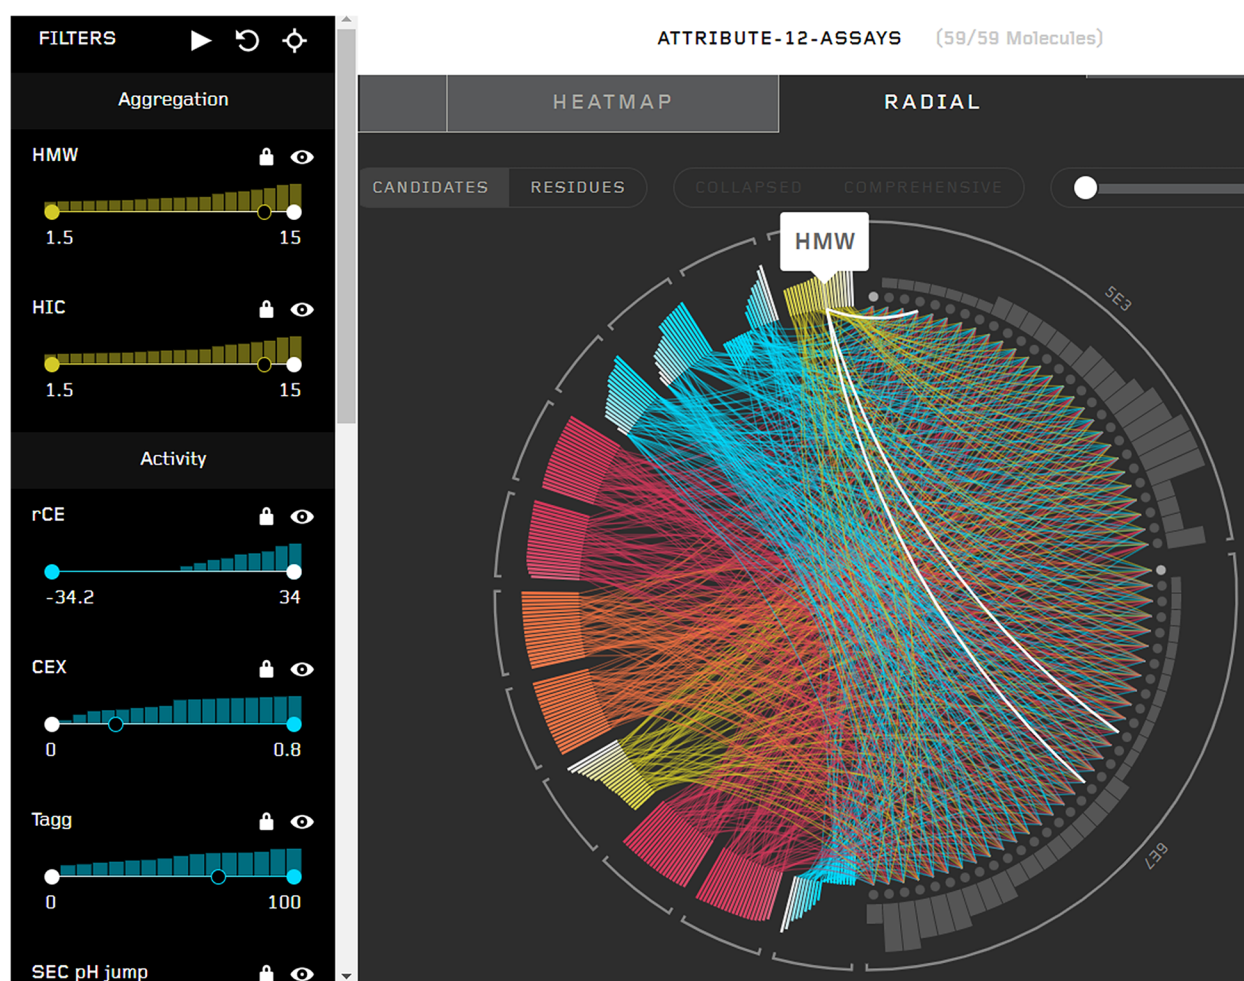 FILTERS
ATTRIBUTE-12-ASSAYS (59/59 Molecules)
HEATMAP
RADIAL
CANDIDATES
RESIDUES
COLLAPSED
COMPREHENSIVE
Aggregation
HMW
1.5 15
HIC
1.5 15
Activity
rCE
-34.2 34
CEX
0 0.8
Tagg
0 100
SEC pH jump
HMW
5E3
6E7